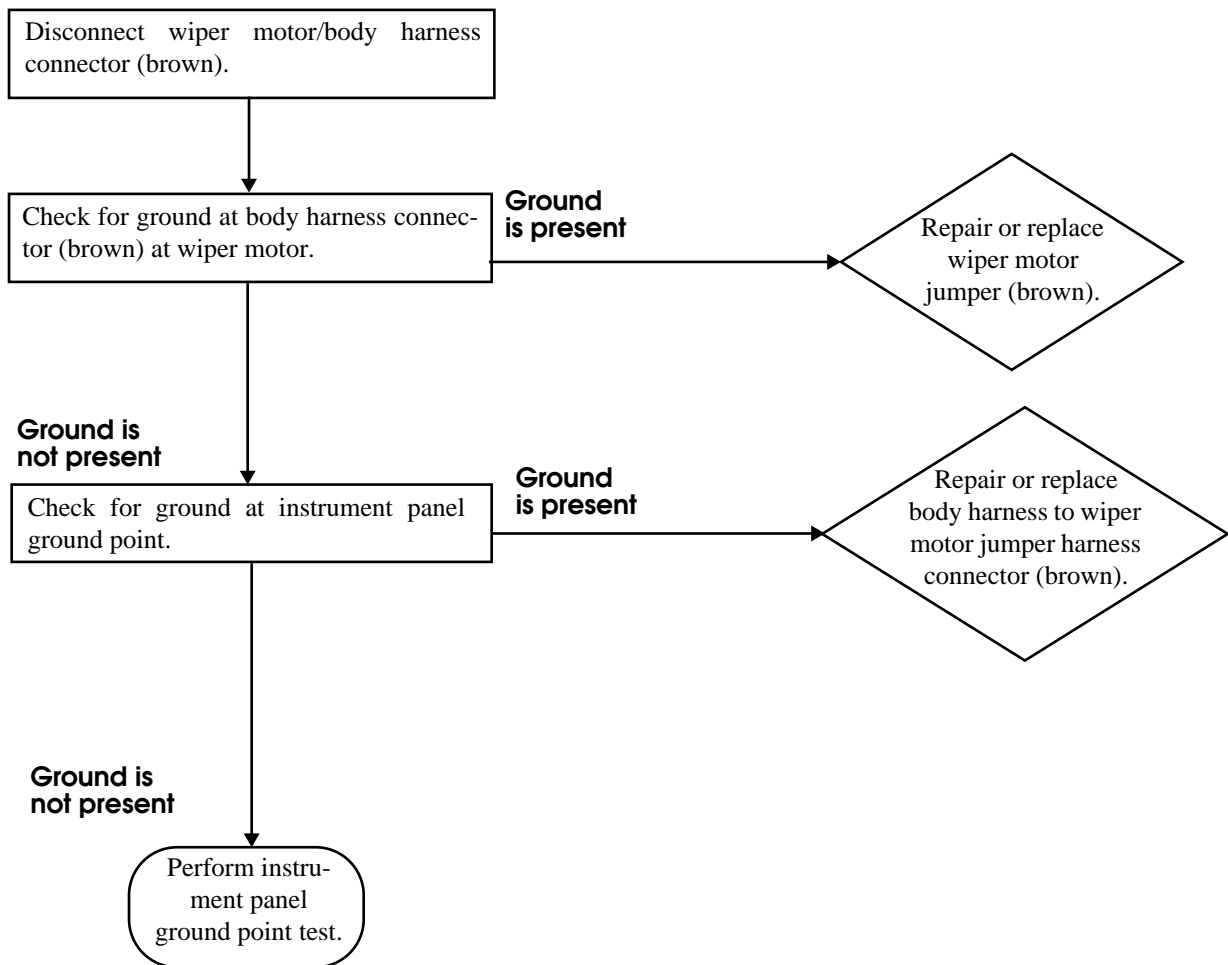 Disconnect wiper motor/body harness
connector (brown).
Check for ground at body harness connec-
tor (brown) at wiper motor.
Ground
is present
Repair or replace
wiper motor
jumper (brown).
Ground is
not present
Check for ground at instrument panel
ground point.
Ground
is present
Repair or replace
body harness to wiper
motor jumper harness
connector (brown).
Ground is
not present
Perform instru-
ment panel
ground point test.